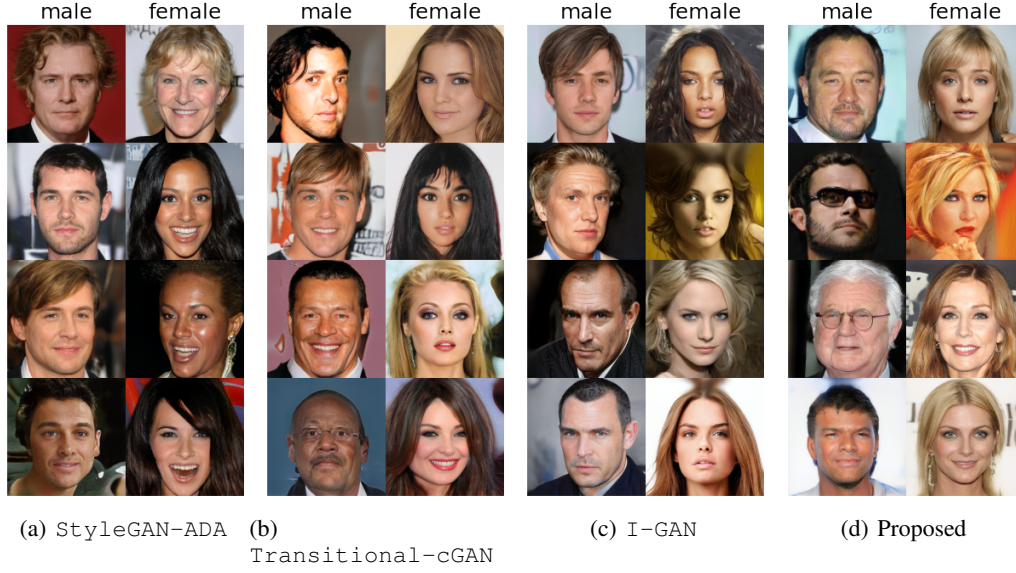 male female male female male female male female
(a) StyleGAN-ADA (b) (c) I-GAN (d) Proposed
Transitional-cGAN